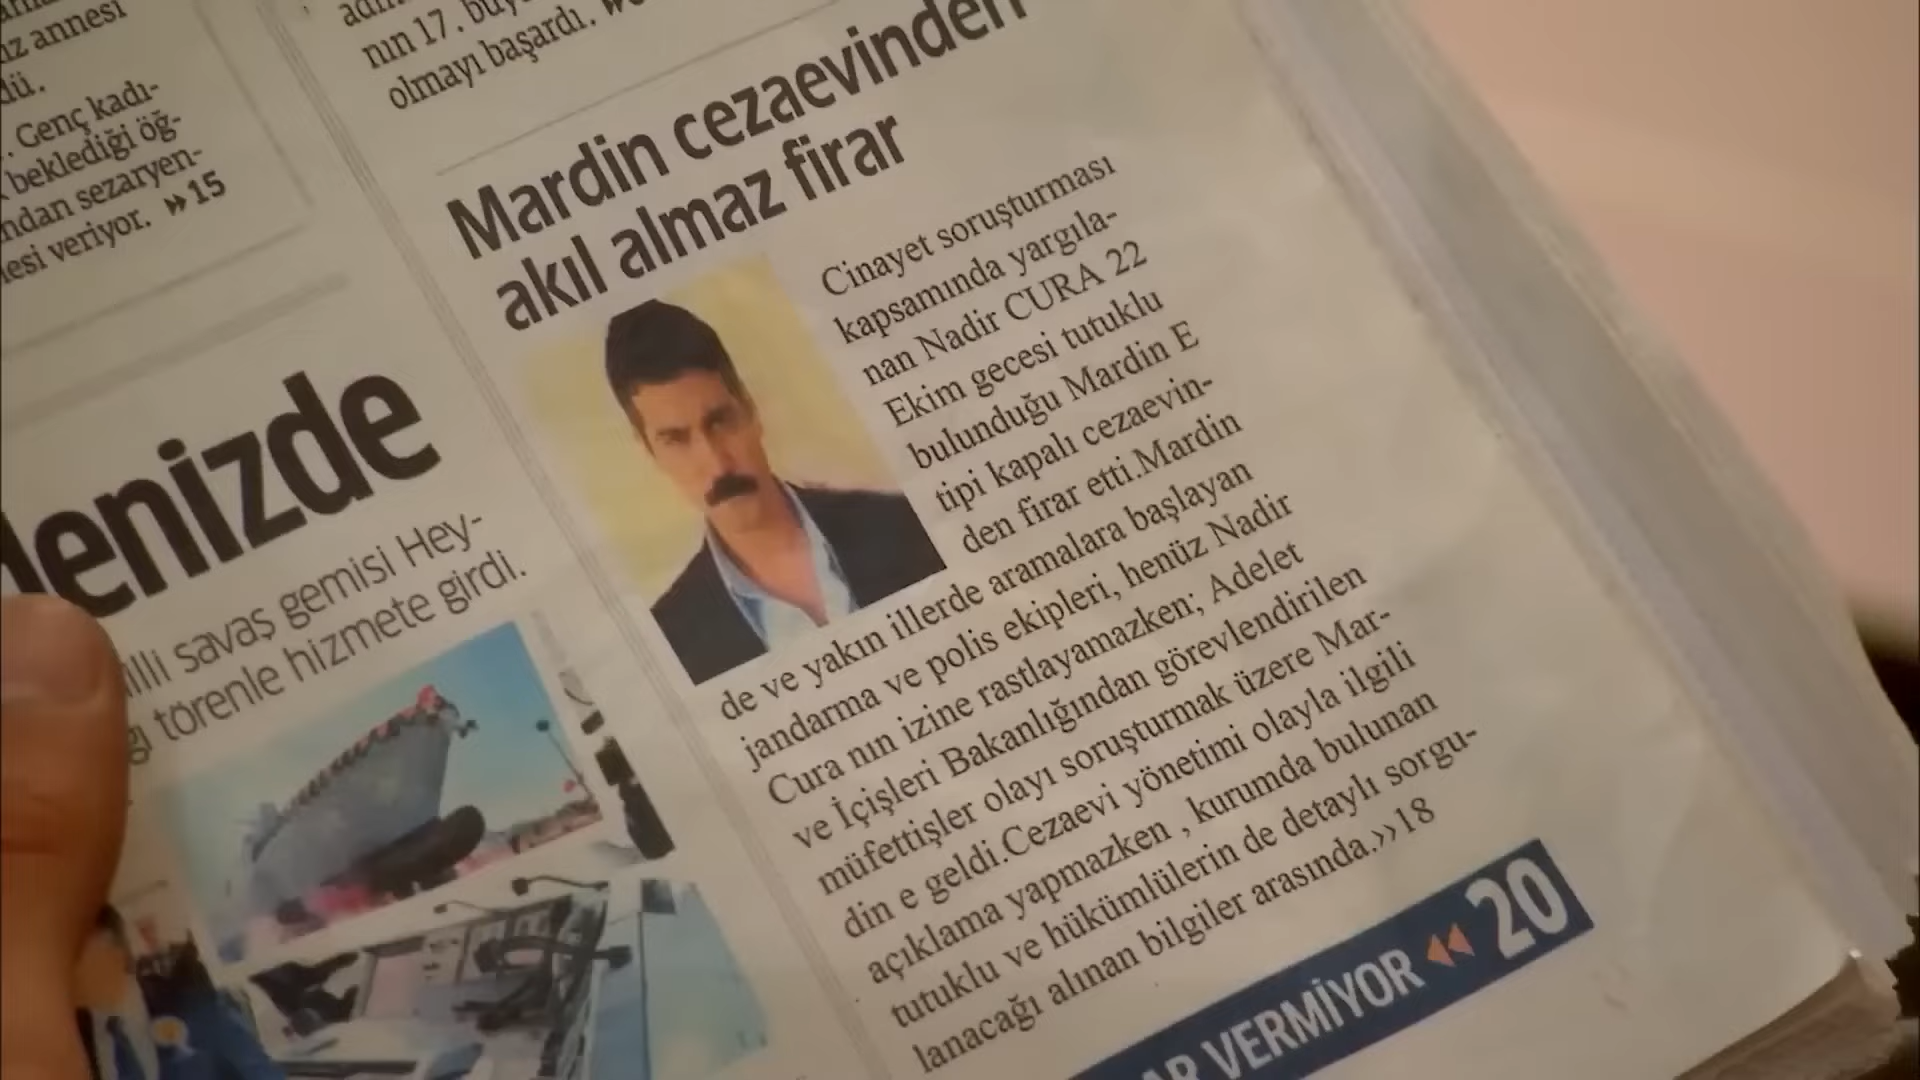 annesi
dü.
Genç kadı-
beklediği öğ-
ndan sezaryen-
esi veriyor. »15
nın 17.
olmayı başardı.
Mardin cezaevinden
akıl almaz firar
Cinayet soruşturması
kapsamında yargıla-
nan Nadir CURA 22
Ekim gecesi tutuklu
bulunduğu Mardin E
tipi kapalı cezaevin-
den firar etti.Mardin
de ve yakın illerde aramalara başlayan
jandarma ve polis ekipleri, henüz Nadir
Cura nın izine rastlayamazken; Adelet
ve İçişleri Bakanlığından görevlendirilen
müfettişler olayı soruşturmak üzere Mar-
din e geldi.Cezaevi yönetimi olayla ilgili
açıklama yapmazken , kurumda bulunan
tutuklu ve hükümlülerin de detaylı sorgu-
lanacağı alınan bilgiler arasında.››18
denizde
illi savaş gemisi Hey-
törenle hizmete girdi.
AR VERMİYOR 20